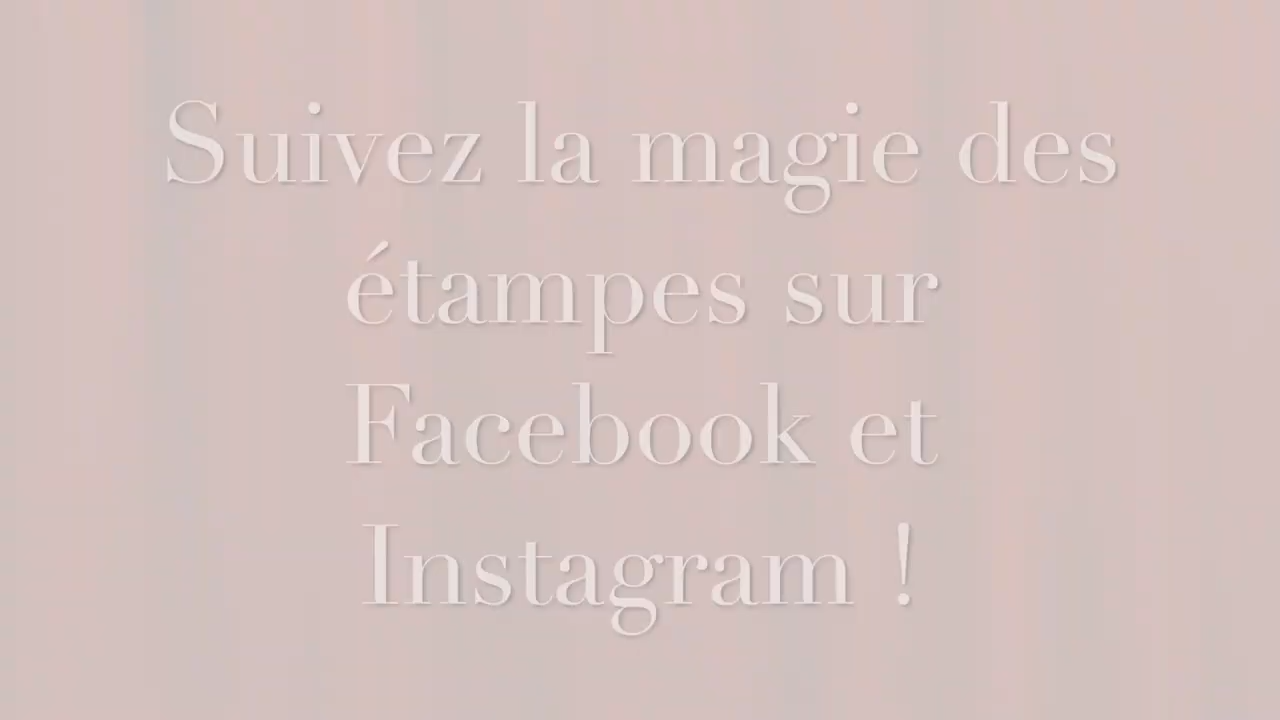 Suivez la magie des
étampes sur
Facebook et
Instagram !